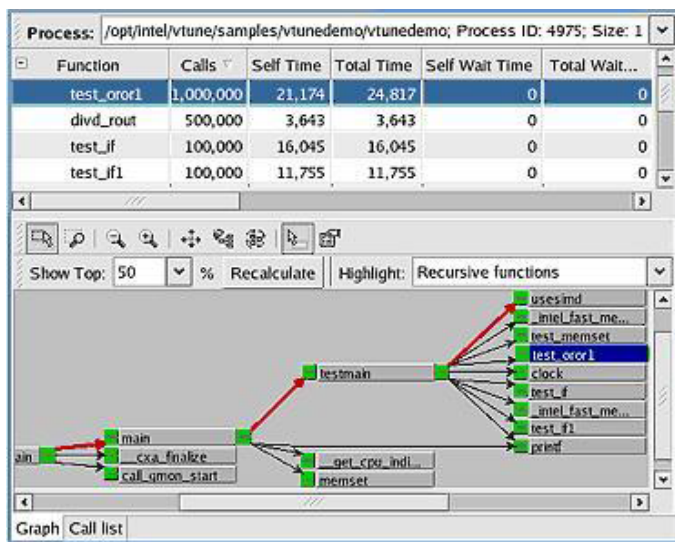 Process: /opt/intel/vtune/samples/vtunedemo/vtunedemo; Process ID: 4975; Size: 1
Function Calls Self Time Total Time Self Wait Time Total Wait...
test_oror1 1,000,000 21,174 24,817 0 0
divd_rout 500,000 3,643 3,643 0 0
test_if 100,000 16,045 16,045 0 0
test_if1 100,000 11,755 11,755 0 0
Show Top: 50 % Recalculate Highlight: Recursive functions
usesimd
_intel_fast_me...
test_memset
test_oror1
testmain clock
test_if
_intel_fast_me...
main test_if1
ain_ __cxa_finalize __get_cpu_indi... printf
call_gmon_start memset
Graph Call list